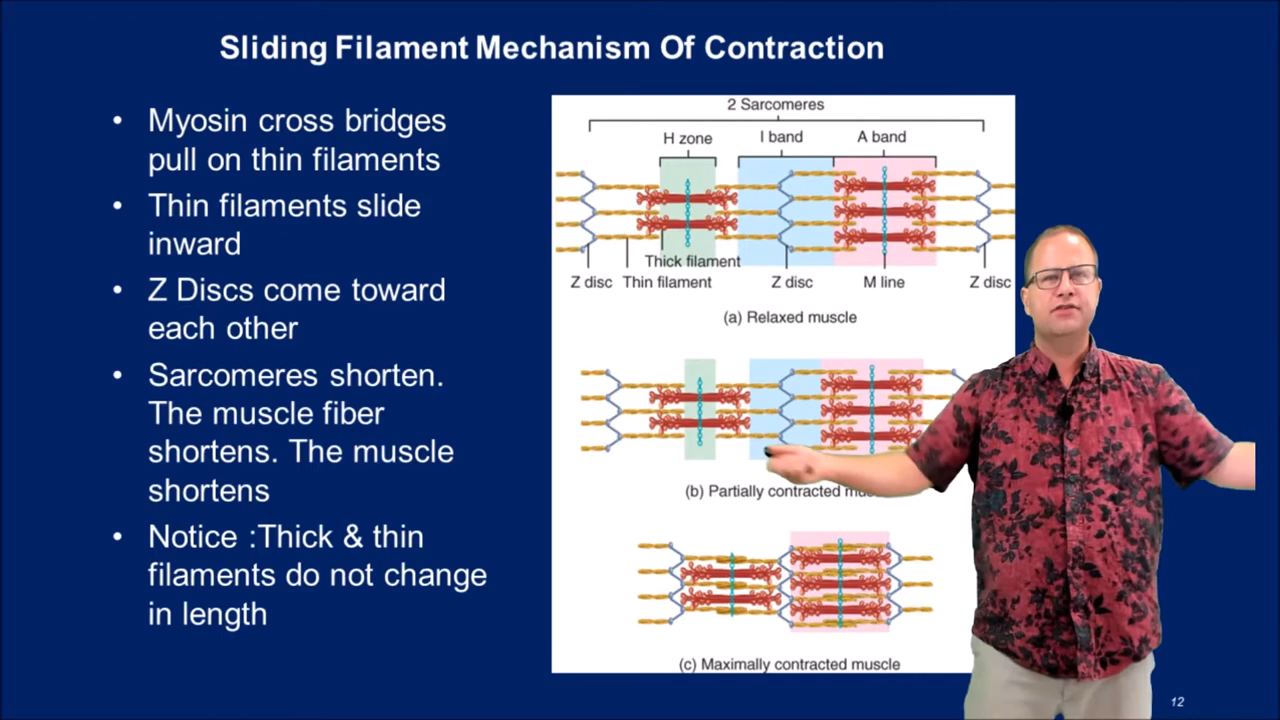 Sliding Filament Mechanism Of Contraction
• Myosin cross bridges
pull on thin filaments
• Thin filaments slide
inward
• Z Discs come toward
each other
• Sarcomeres shorten.
The muscle fiber
shortens. The muscle
shortens
• Notice :Thick & thin
filaments do not change
in length
2 Sarcomeres
H zone I band A band
Thick filament
Z disc Thin filament Z disc M line Z disc
(a) Relaxed muscle
(b) Partially contracted
(c) Maximally contracted muscle
12